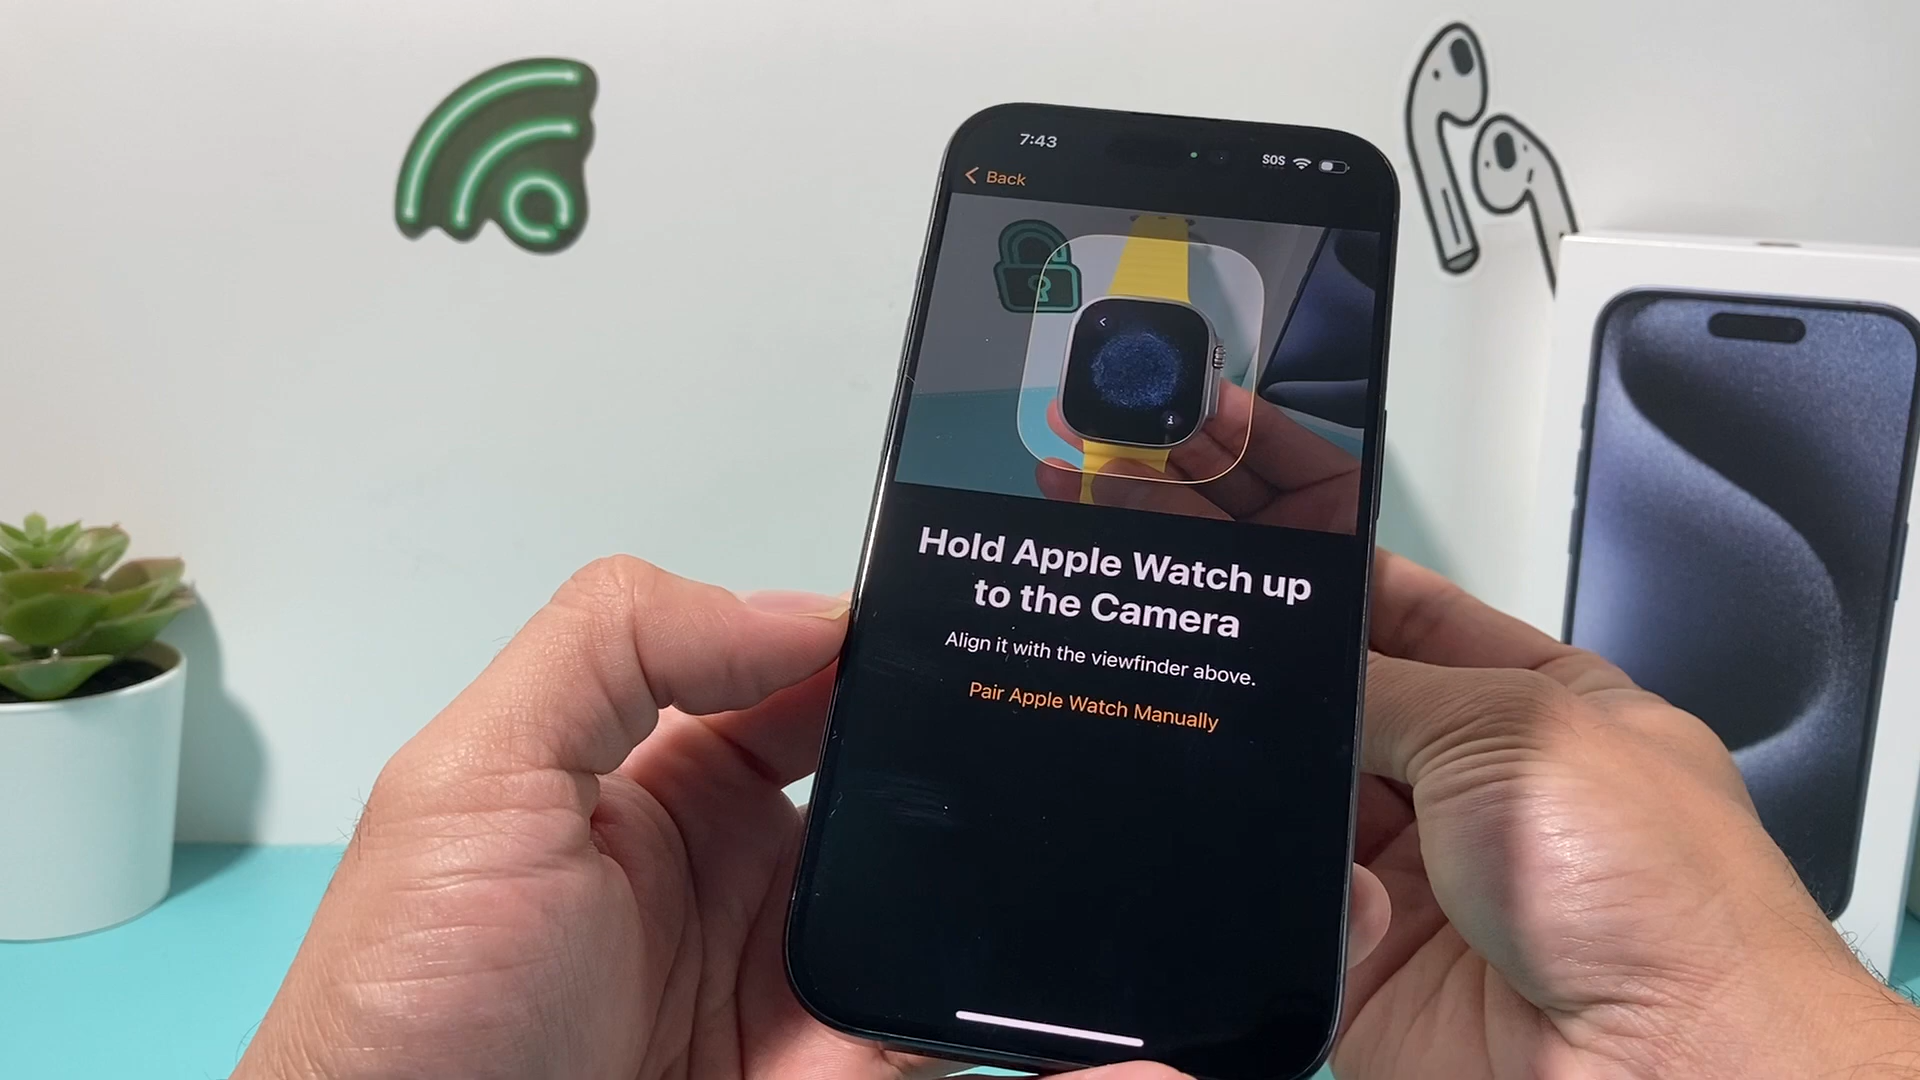 7:43
SOS
Back
Hold Apple Watch up
to the Camera
Align it with the viewfinder above.
Pair Apple Watch Manually